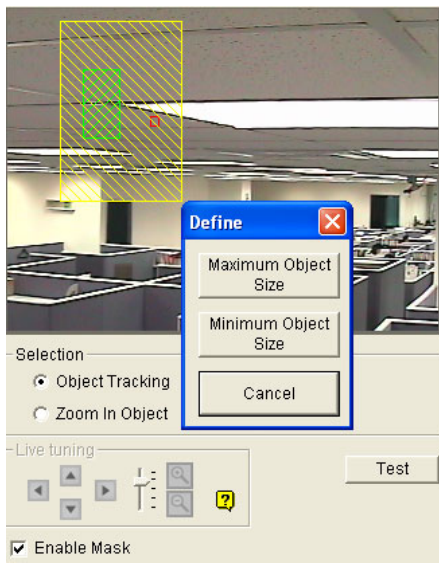 Define
Maximum Object
Size
Minimum Object
Size
Cancel
Selection
Object Tracking
Zoom In Object
Live tuning
?
Test
Enable Mask